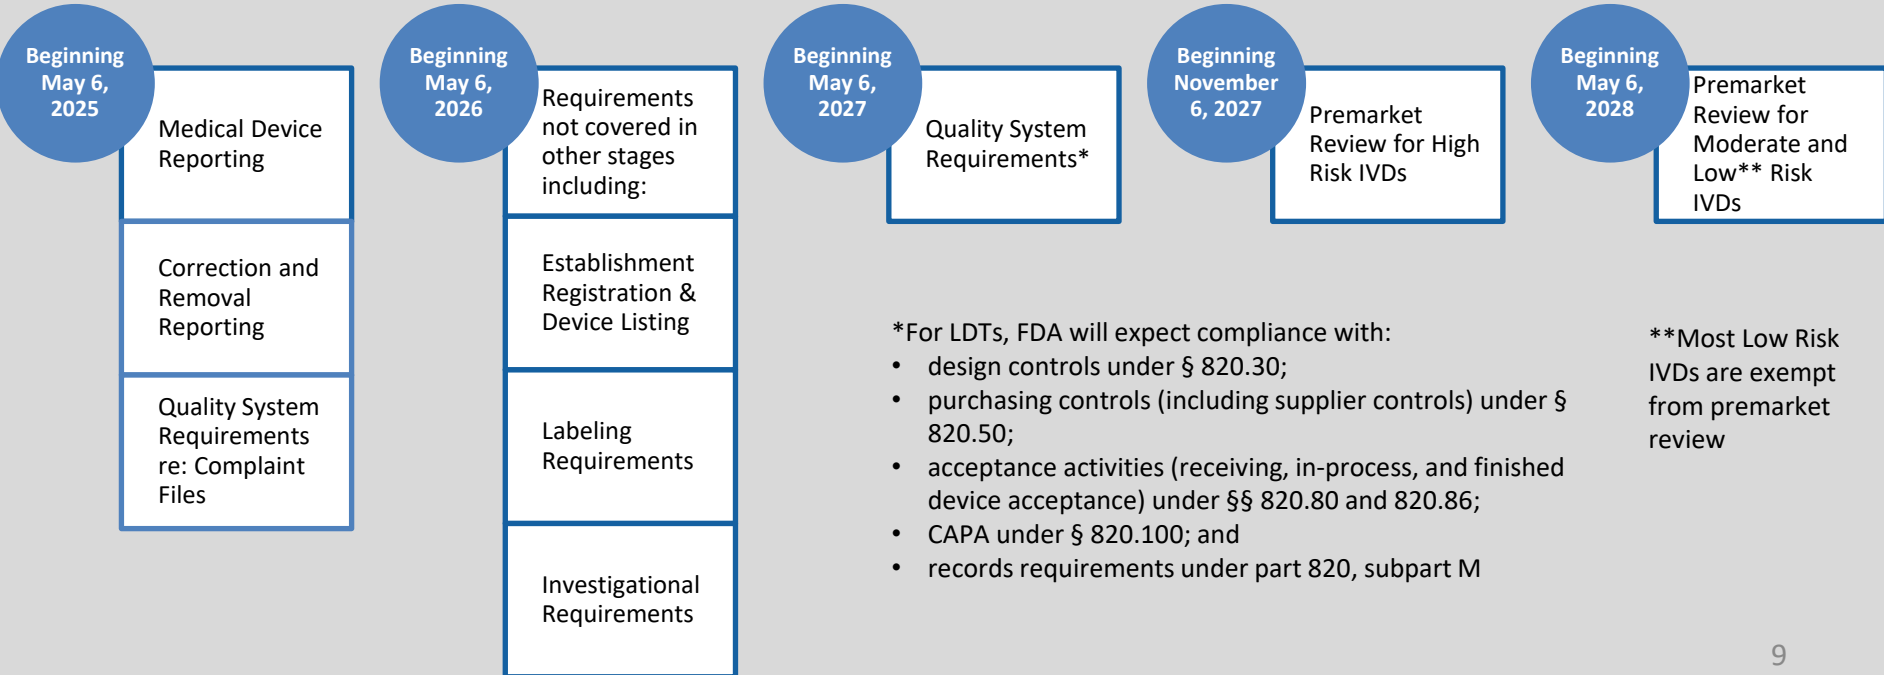 Beginning
May 6,
2025
Medical Device
Reporting
Correction and
Removal
Reporting
Quality System
Requirements
re: Complaint
Files
Beginning
May 6,
2026
Requirements
not covered in
other stages
including:
Establishment
Registration &
Device Listing
Labeling
Requirements
Investigational
Requirements
Beginning
May 6,
2027
Quality System
Requirements*
Beginning
November
6, 2027
Premarket
Review for High
Risk IVDs
Beginning
May 6,
2028
Premarket
Review for
Moderate and
Low** Risk
IVDs
*For LDTs, FDA will expect compliance with:
• design controls under § 820.30;
• purchasing controls (including supplier controls) under §
820.50;
• acceptance activities (receiving, in-process, and finished
device acceptance) under §§ 820.80 and 820.86;
• CAPA under § 820.100; and
• records requirements under part 820, subpart M
**Most Low Risk
IVDs are exempt
from premarket
review
9